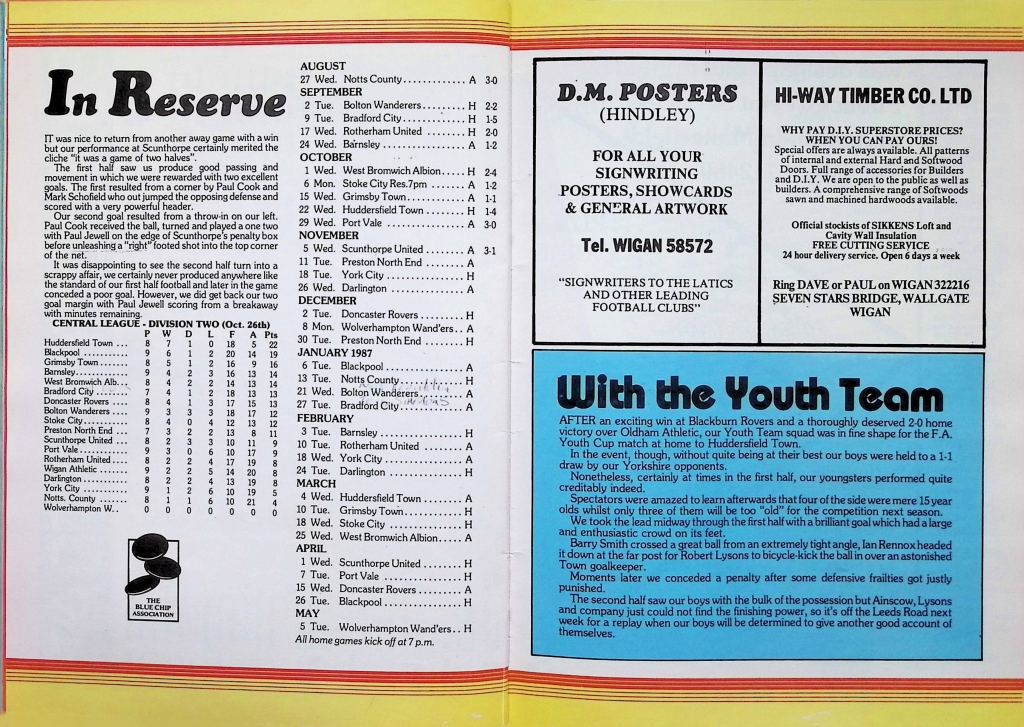 In Reserve
IT was nice to return from another away game with a win
but our performance at Scunthorpe certainly merited the
cliche "it was a game of two halves".
The first half saw us produce good passing and
movement in which we were rewarded with two excellent
goals. The first resulted from a corner by Paul Cook and
Mark Schofield who out jumped the opposing defense and
scored with a very powerful header.
Our second goal resulted from a throw-in on our left.
Paul Cook received the ball, turned and played a one two
with Paul Jewell on the edge of Scunthorpe's penalty box
before unleashing a "right" footed shot into the top corner
of the net.
It was disappointing to see the second half turn into a
scrappy affair, we certainly never produced anywhere like
the standard of our first half football and later in the game
conceded a poor goal. However, we did get back our two
goal margin with Paul Jewell scoring from a breakaway
with minutes remaining.
CENTRAL LEAGUE - DIVISION TWO (Oct. 26th)
P W D L F A Pts
Huddersfield Town ... 8 7 1 0 18 5 22
Blackpool ........... 9 6 1 2 20 14 19
Grimsby Town ....... 8 5 1 2 16 9 16
Barnsley ............ 9 4 2 3 16 13 14
West Bromwich Alb... 8 4 2 2 14 13 14
Bradford City ........ 7 4 1 2 18 13 13
Doncaster Rovers .... 8 4 1 3 17 15 13
Bolton Wanderers .... 9 3 3 3 18 17 12
Stoke City ........... 8 4 0 4 12 13 12
Preston North End ... 7 3 2 2 13 8 11
Scunthorpe United ... 8 2 3 3 10 11 9
Port Vale ............ 9 3 0 6 10 17 9
Rotherham United .... 8 2 2 4 17 19 8
Wigan Athletic ....... 9 2 2 5 14 20 8
Darlington ........... 8 2 2 4 13 19 8
York City ............ 9 1 2 6 10 19 5
Notts. County ........ 8 1 1 6 10 21 4
Wolverhampton W.. 0 0 0 0 0 0 0
THE
BLUE CHIP
ASSOCIATION
AUGUST
27 Wed. Notts County ............ A 3-0
SEPTEMBER
2 Tue. Bolton Wanderers ........ H 2-2
9 Tue. Bradford City ............ H 1-5
17 Wed. Rotherham United ....... H 2-0
24 Wed. Barnsley ................ A 1-2
OCTOBER
1 Wed. West Bromwich Albion .... H 2-4
6 Mon. Stoke City Res. 7pm ...... A 1-2
15 Wed. Grimsby Town ............ A 1-1
22 Wed. Huddersfield Town ....... H 1-4
29 Wed. Port Vale ................ A 3-0
NOVEMBER
5 Wed. Scunthorpe United ....... A 3-1
11 Tue. Preston North End ........ A
18 Tue. York City ................ H
26 Wed. Darlington .............. A
DECEMBER
2 Tue. Doncaster Rovers ......... H
8 Mon. Wolverhampton Wand'ers.. A
30 Tue. Preston North End ........ H
JANUARY 1987
6 Tue. Blackpool ............... A
13 Tue. Notts County ............ H
21 Wed. Bolton Wanderers ........ A
27 Tue. Bradford City ............ A
FEBRUARY
3 Tue. Barnsley ................ H
10 Tue. Rotherham United ....... A
18 Wed. York City ................ A
24 Tue. Darlington .............. H
MARCH
4 Wed. Huddersfield Town ....... A
10 Tue. Grimsby Town ............ H
18 Wed. Stoke City ............... H
25 Wed. West Bromwich Albion ..... A
APRIL
1 Wed. Scunthorpe United ....... H
7 Tue. Port Vale ................ H
15 Wed. Doncaster Rovers ......... A
26 Tue. Blackpool ............... H
MAY
5 Tue. Wolverhampton Wand'ers.. H
All home games kick off at 7 p.m.
D.M. POSTERS
(HINDLEY)
FOR ALL YOUR
SIGNWRITING
POSTERS, SHOWCARDS
& GENERAL ARTWORK
Tel. WIGAN 58572
"SIGNWRITERS TO THE LATICS
AND OTHER LEADING
FOOTBALL CLUBS"
HI-WAY TIMBER CO. LTD
WHY PAY D.I.Y. SUPERSTORE PRICES?
WHEN YOU CAN PAY OURS!
Special offers are always available. All patterns
of internal and external Hard and Softwood
Doors. Full range of accesories for Builders
and D.I.Y. We are open to the public as well as
builders. A comprehensive range of Softwoods
sawn and machined hardwoods available.
Official stockists of SIKKENS Loft and
Cavity Wall Insulation
FREE CUTTING SERVICE
24 hour delivery service. Open 6 days a week
Ring DAVE or PAUL on WIGAN 322216
SEVEN STARS BRIDGE, WALLGATE
WIGAN
With the Youth Team
AFTER an exciting win at Blackburn Rovers and a thoroughly deserved 2-0 home
victory over Oldham Athletic, our Youth Team squad was in fine shape for the F.A.
Youth Cup match at home to Huddersfield Town.
In the event, though, without quite being at their best our boys were held to a 1-1
draw by our Yorkshire opponents.
Nonetheless, certainly at times in the first half, our youngsters performed quite
creditably indeed.
Spectators were amazed to learn afterwards that four of the side were mere 15 year
olds whilst only three of them will be too "old" for the competition next season.
We took the lead midway through the first half with a brilliant goal which had a large
and enthusiastic crowd on its feet.
Barry Smith crossed a great ball from an extremely tight angle, Ian Rennox headed
it down at the far post for Robert Lysons to bicycle-kick the ball in over an astonished
Town goalkeeper.
Moments later we conceded a penalty after some defensive frailties got justly
punished.
The second half saw our boys with the bulk of the possession but Ainscow, Lysons
and company just could not find the finishing power, so it's off the Leeds Road next
week for a replay when our boys will be determined to give another good account of
themselves.